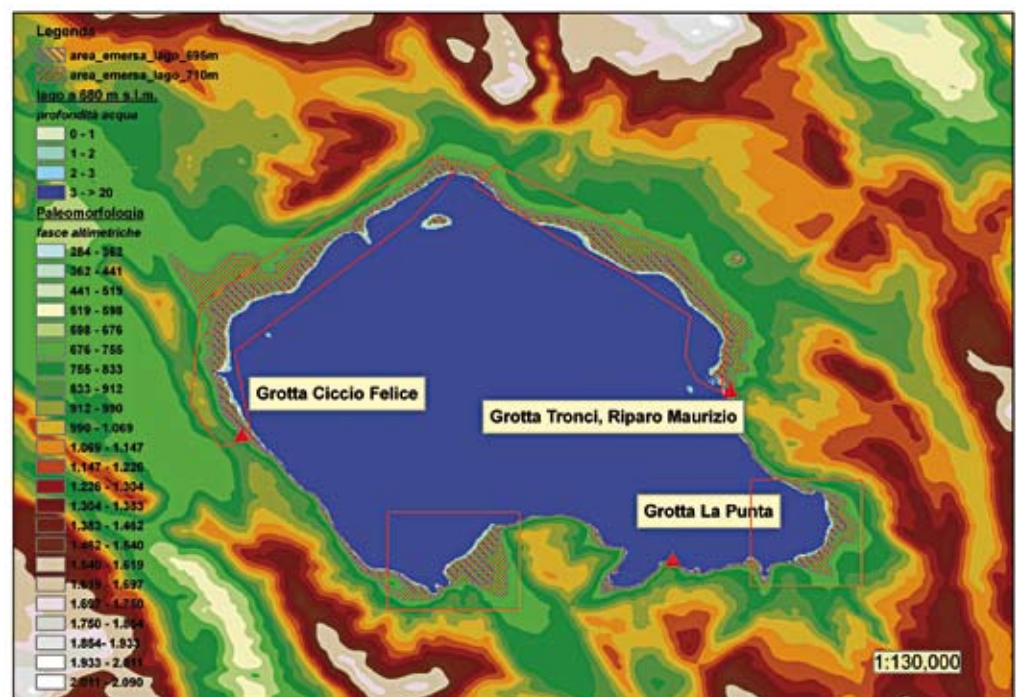 Legenda
area_emersa_lago_695m
area_emersa_lago_710m
lago a 680 m s.l.m.
profondità acqua
0 - 1
1 - 2
2 - 3
3 - > 20
Paleomorfologia
fasce altimetriche
284 - 362
362 - 441
441 - 519
519 - 598
598 - 676
676 - 755
755 - 833
833 - 912
912 - 990
990 - 1.069
1.069 - 1.147
1.147 - 1.226
1.226 - 1.304
1.304 - 1.383
1.383 - 1.462
1.462 - 1.540
1.540 - 1.619
1.619 - 1.697
1.750 - 1.854
1.854- 1.933
1.933 - 2.011
2.011 - 2.090
Grotta Ciccio Felice
Grotta Tronci, Riparo Maurizio
Grotta La Punta
1:130,000